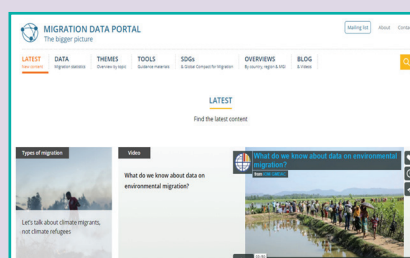 MIGRATION DATA PORTAL
The bigger picture
Mailing list About Conta
LATEST DATA THEMES TOOLS SDGs OVERVIEWS BLOG
New content Migration statistics Overview by topic Guidance materials & Global Compact for Migration By country, region & MGI & Videos
LATEST
Find the latest content
Types of migration
Let's talk about climate migrants,
not climate refugees
Video
What do we know about data on
environmental migration?
What do we know about data on environmental
migration?
from